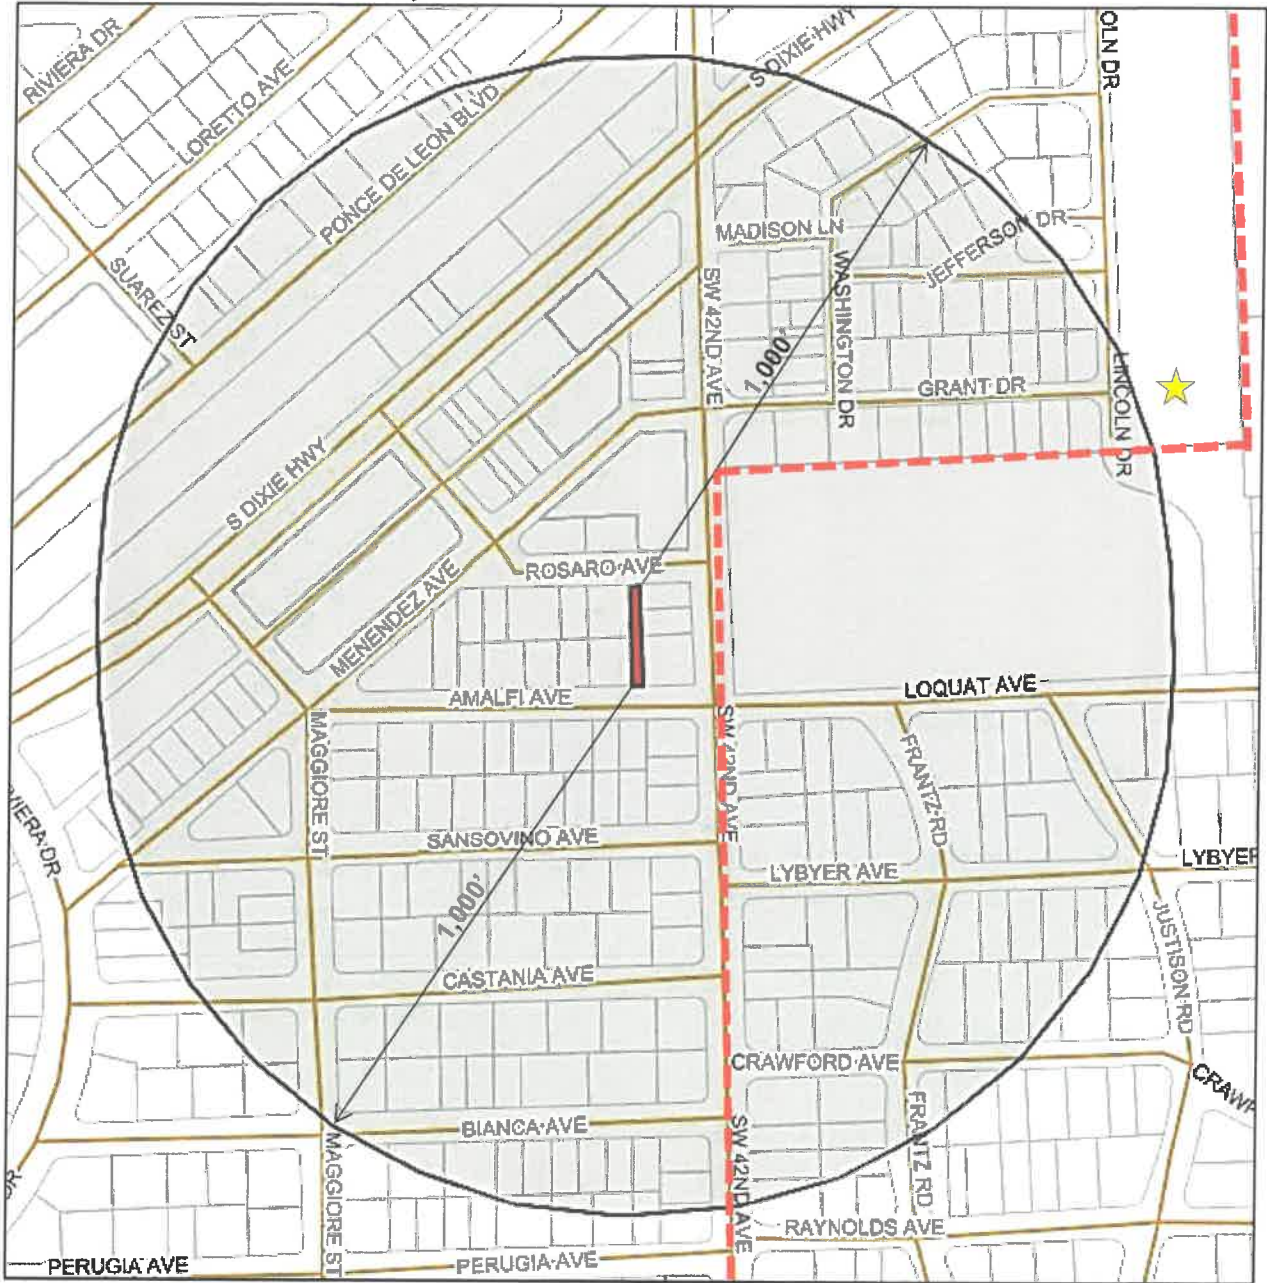 RIVIERA DR
LORETTO AVE
PONCE DE LEON BLVD
S DIXIE HWY
OLN DR
SUAREZ ST
MADISON LN
JEFFERSON DR
WASHINGTON DR
SW 42ND AVE
1,000'
GRANT DR
LINCOLN DR
S DIXIE HWY
ROSARO AVE
MENENDEZ AVE
AMALFI AVE
LOQUAT AVE
MAGGIORE ST
SW 42ND AVE
FRANTZ RD
VIERA DR
SANSOVINO AVE
LYBYER AVE
LYBYER
1,000'
JUSTISON RD
CASTANIA AVE
CRAWFORD AVE
CRAWF
FRANTZ RD
BIANCA AVE
MAGGIORE ST
SW 42ND AVE
DR
RAYNOLDS AVE
PERUGIA AVE
PERUGIA AVE